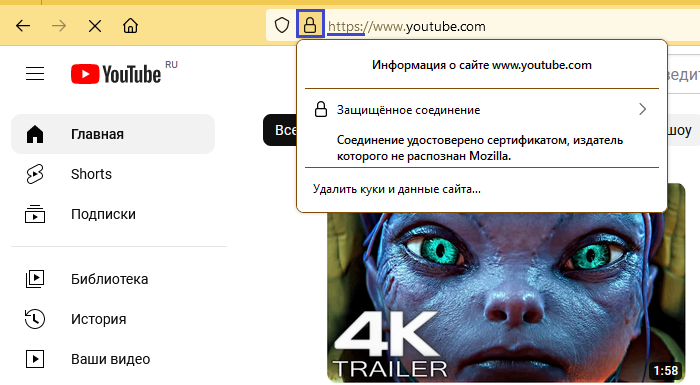 https://www.youtube.com
YouTube RU
Информация о сайте www.youtube.com
Защищённое соединение
Соединение удостоверено сертификатом, издатель
которого не распознан Mozilla.
Удалить куки и данные сайта...
Главная
Shorts
Подписки
Библиотека
История
Ваши видео
Все
шоу
4K
TRAILER
1:58